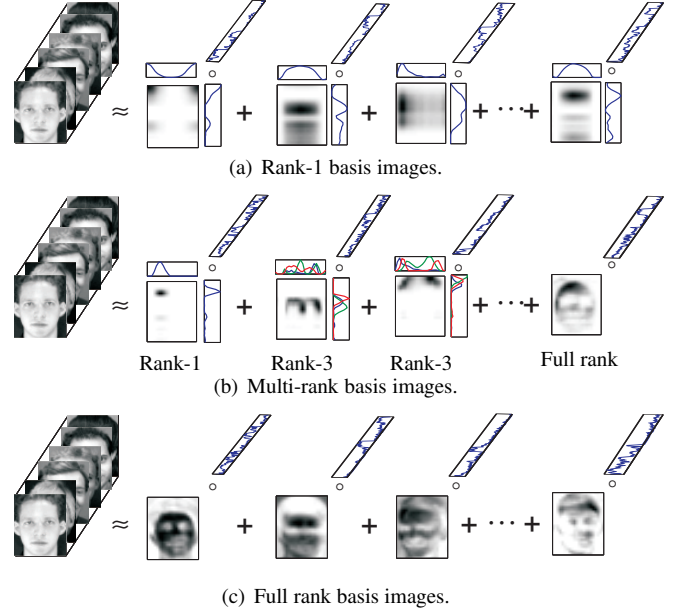 ≈ + + + ··· +
(a) Rank-1 basis images.
≈ + + + ··· +
Rank-1 Rank-3 Rank-3 Full rank
(b) Multi-rank basis images.
≈ + + + ··· +
(c) Full rank basis images.